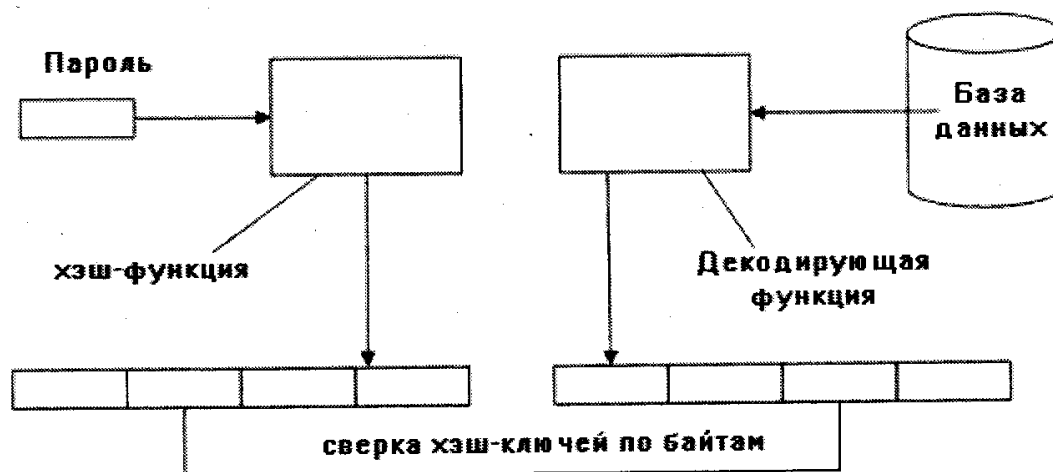 Пароль
База
данных
хэш-функция
Декодирующая
функция
сверка хэш-ключей по байтам